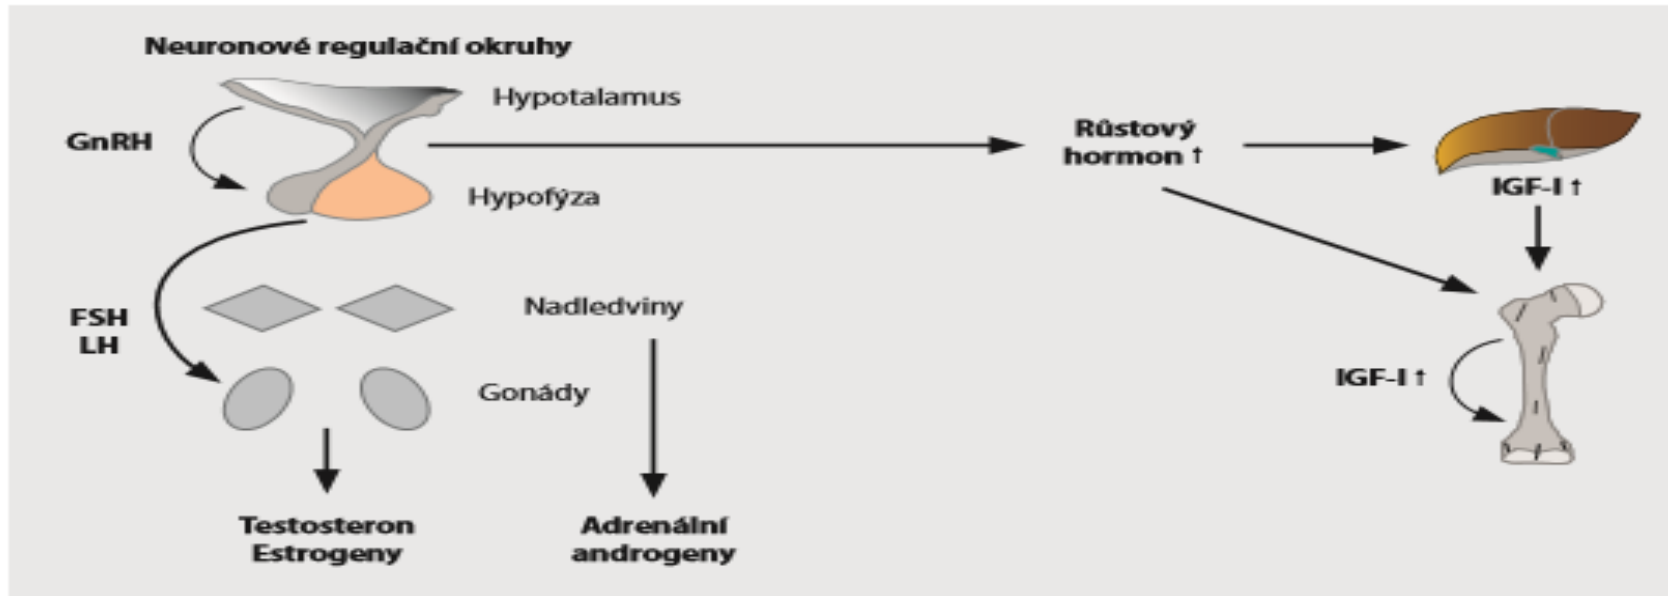 Neuronové regulační okruhy
Hypotalamus
GnRH
Hypofýza
Růstový
hormon ↑
IGF-I ↑
FSH
LH
Nadledviny
Gonády
IGF-I ↑
Testosteron
Estrogeny
Adrenální
androgeny